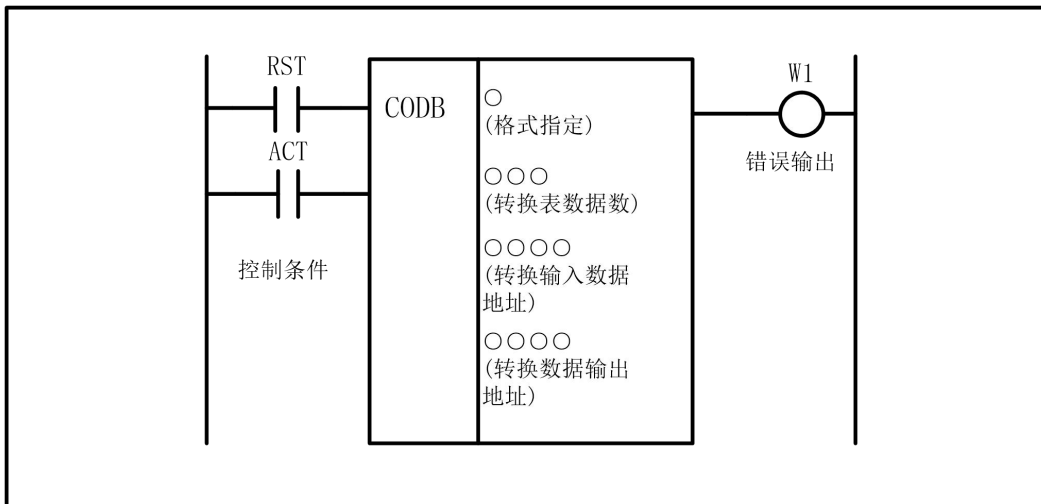 RST
ACT
控制条件
CODB
○
(格式指定)
○○○
(转换表数据数)
○○○○
(转换输入数据
地址)
○○○○
(转换数据输出
地址)
W1
错误输出